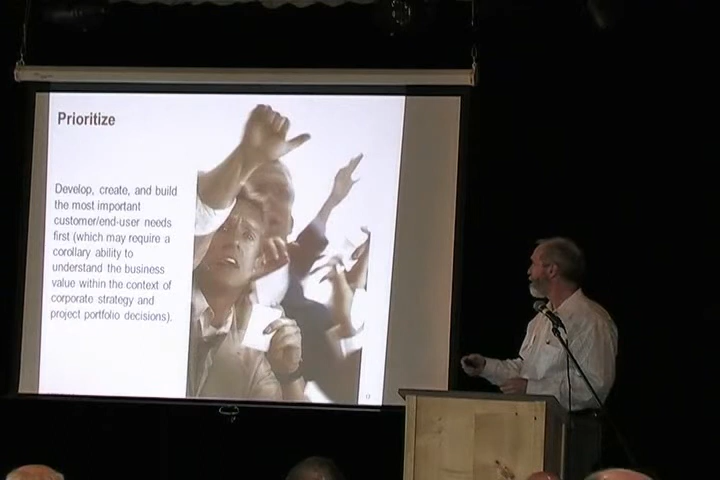 Prioritize
Develop, create, and build
the most important
customer/end-user needs
first (which may require a
corollary ability to
understand the business
value within the context of
corporate strategy and
project portfolio decisions).